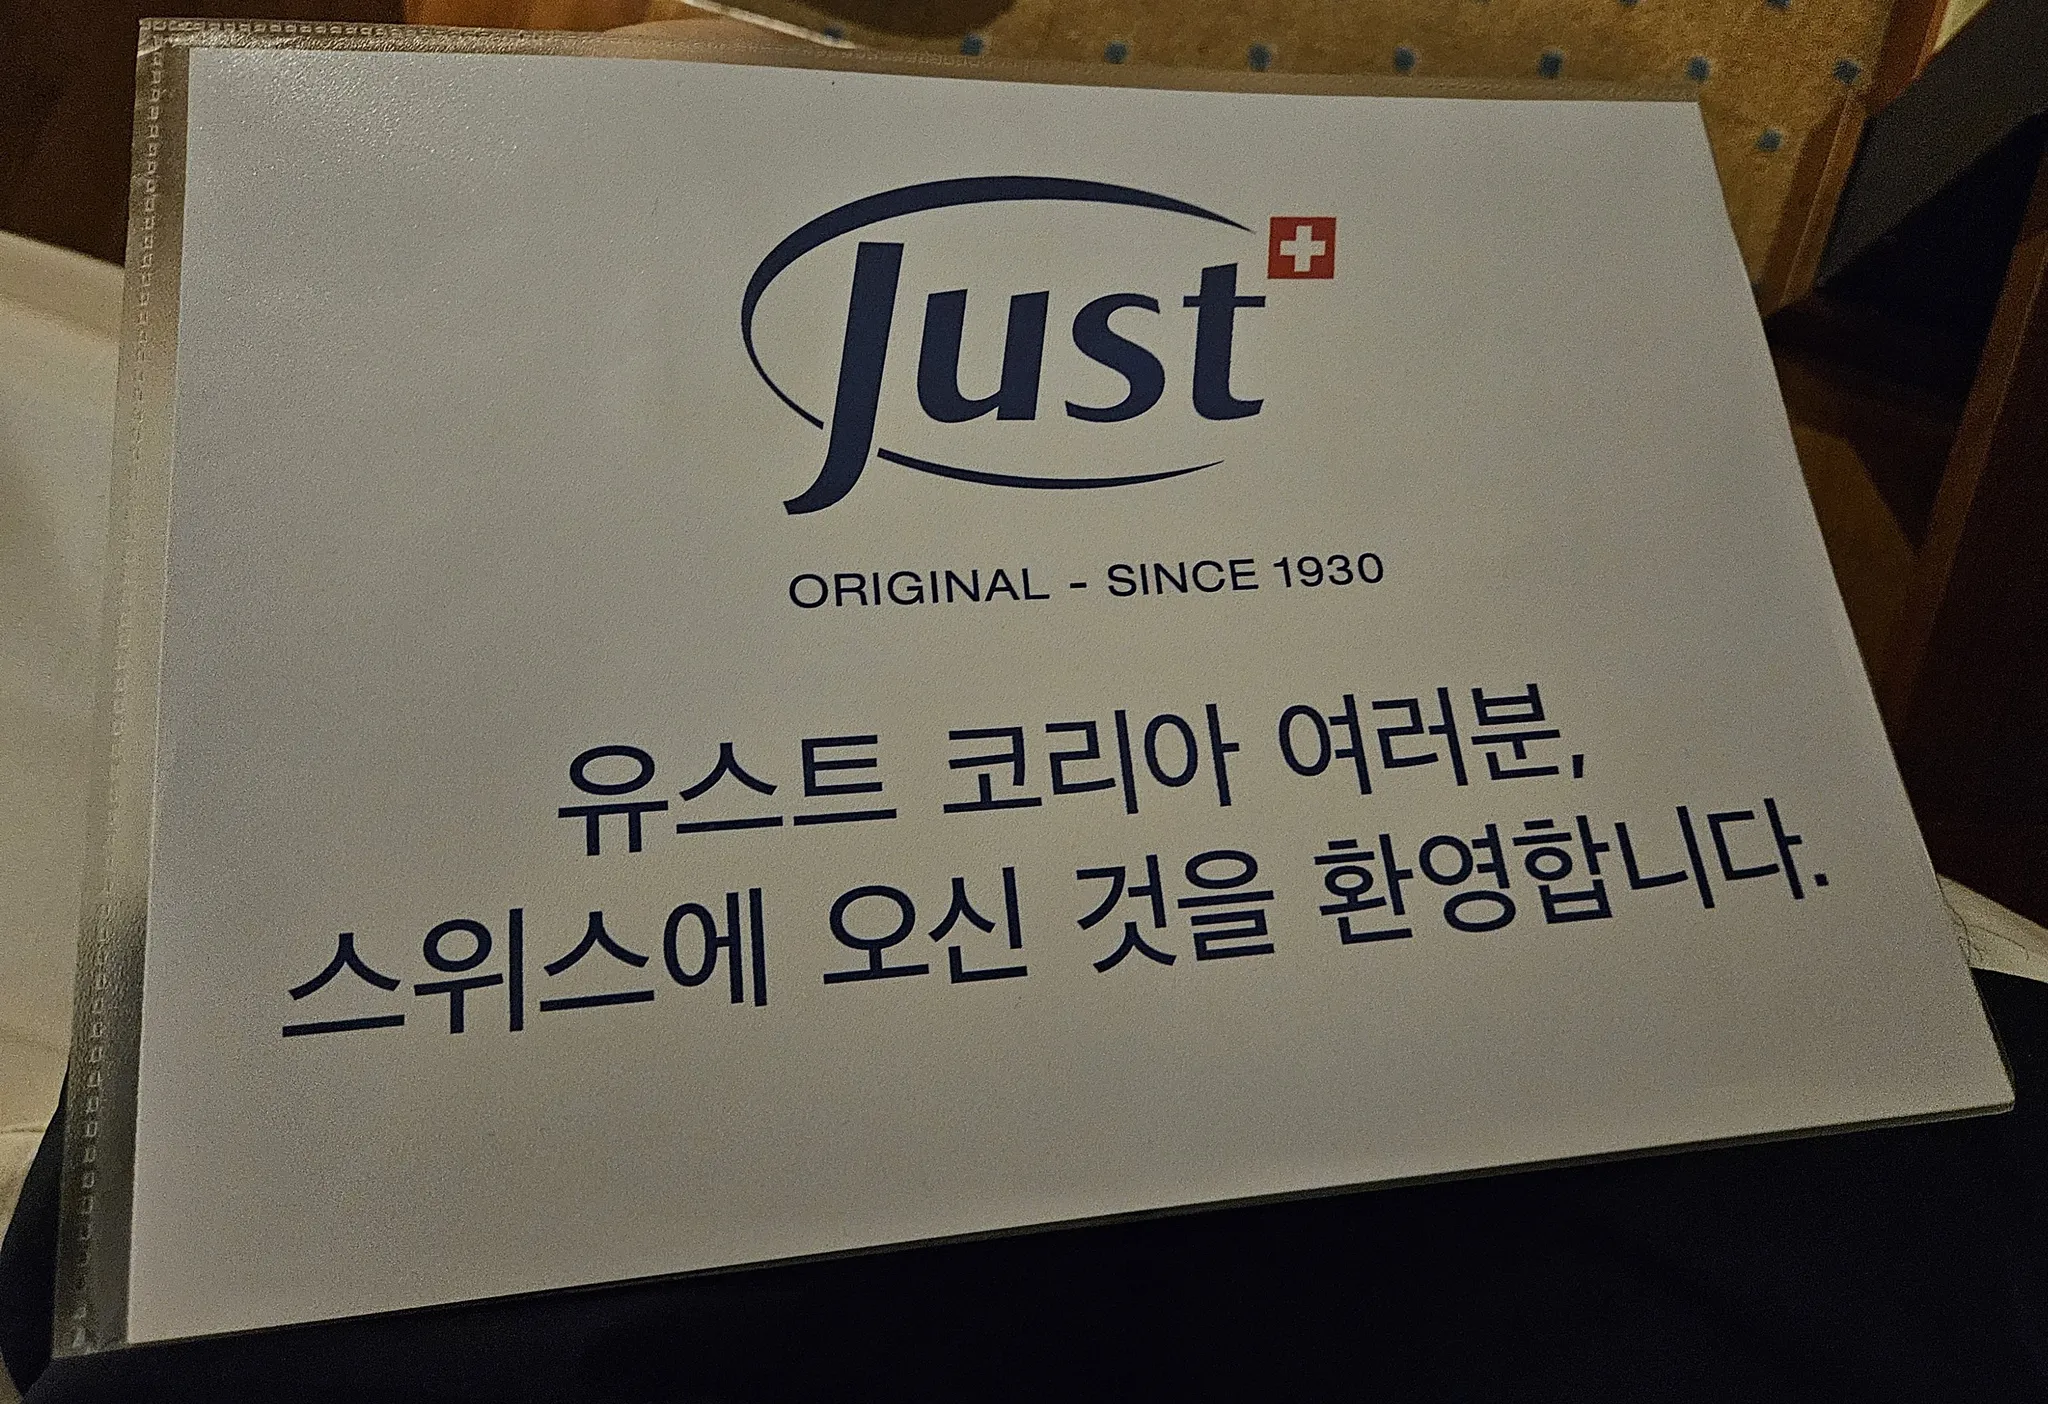 Just
ORIGINAL - SINCE 1930
유스트 코리아 여러분,
스위스에 오신 것을 환영합니다.